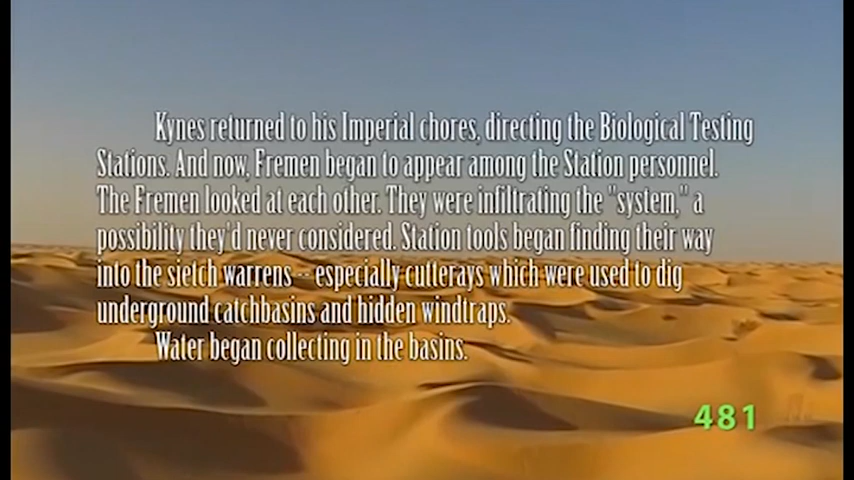 Kynes returned to his Imperial chores, directing the Biological Testing
Stations. And now, Fremen began to appear among the Station personnel.
The Fremen looked at each other. They were infiltrating the "system," a
possibility they'd never considered. Station tools began finding their way
into the sietch warrens -- especially cutterays which were used to dig
underground catchbasins and hidden windtraps.
Water began collecting in the basins.
481